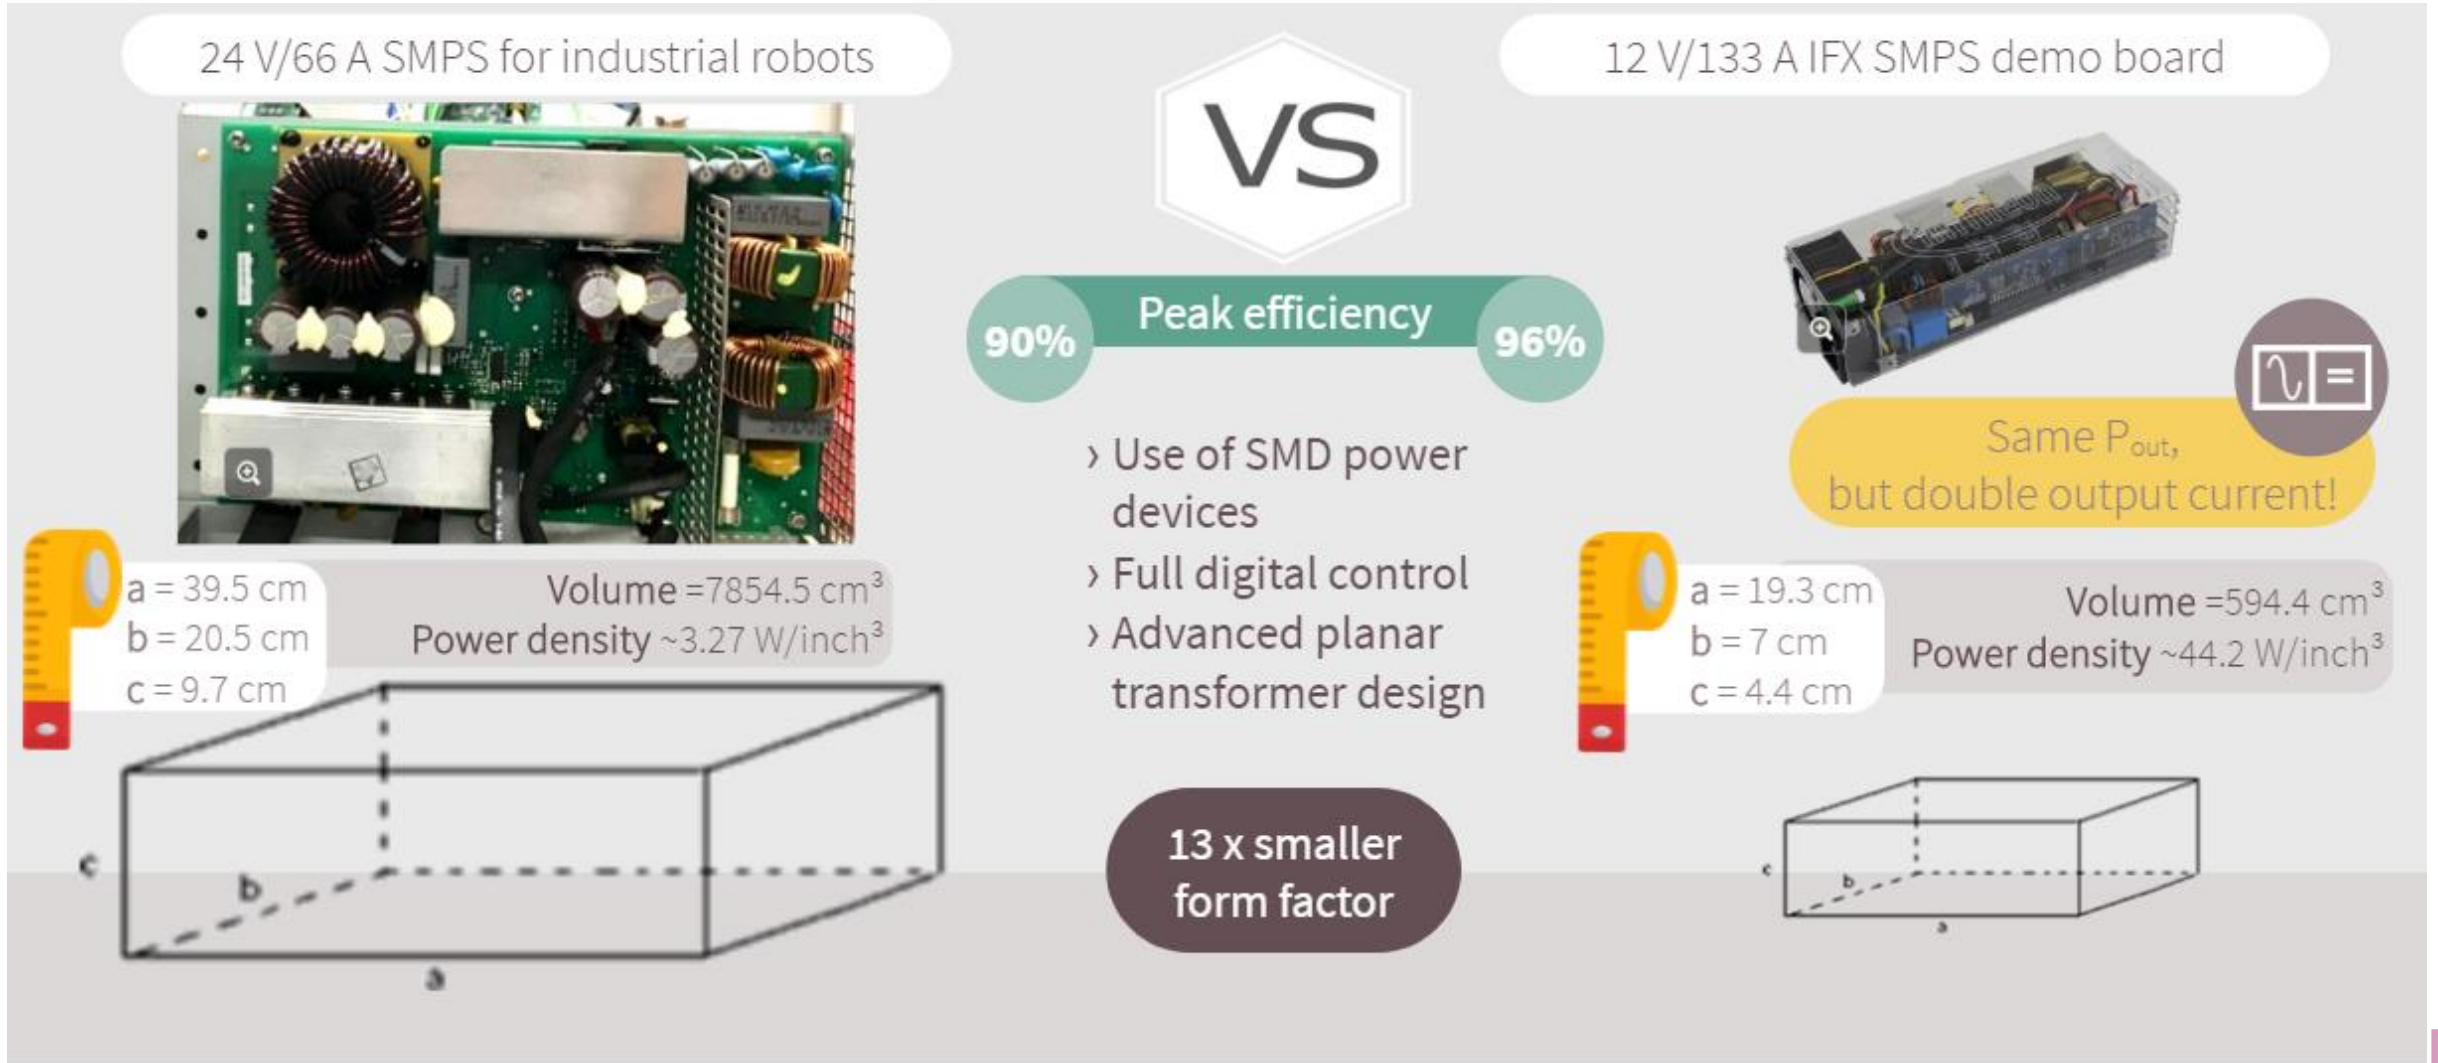 24 V/66 A SMPS for industrial robots
VS
12 V/133 A IFX SMPS demo board
Peak efficiency
90%
96%
› Use of SMD power
devices
› Full digital control
› Advanced planar
transformer design
Same Pout,
but double output current!
a = 39.5 cm
b = 20.5 cm
c = 9.7 cm
Volume =7854.5 cm³
Power density ~3.27 W/inch³
a = 19.3 cm
b = 7 cm
c = 4.4 cm
Volume =594.4 cm³
Power density ~44.2 W/inch³
13 x smaller
form factor
c
b
a
c
b
a